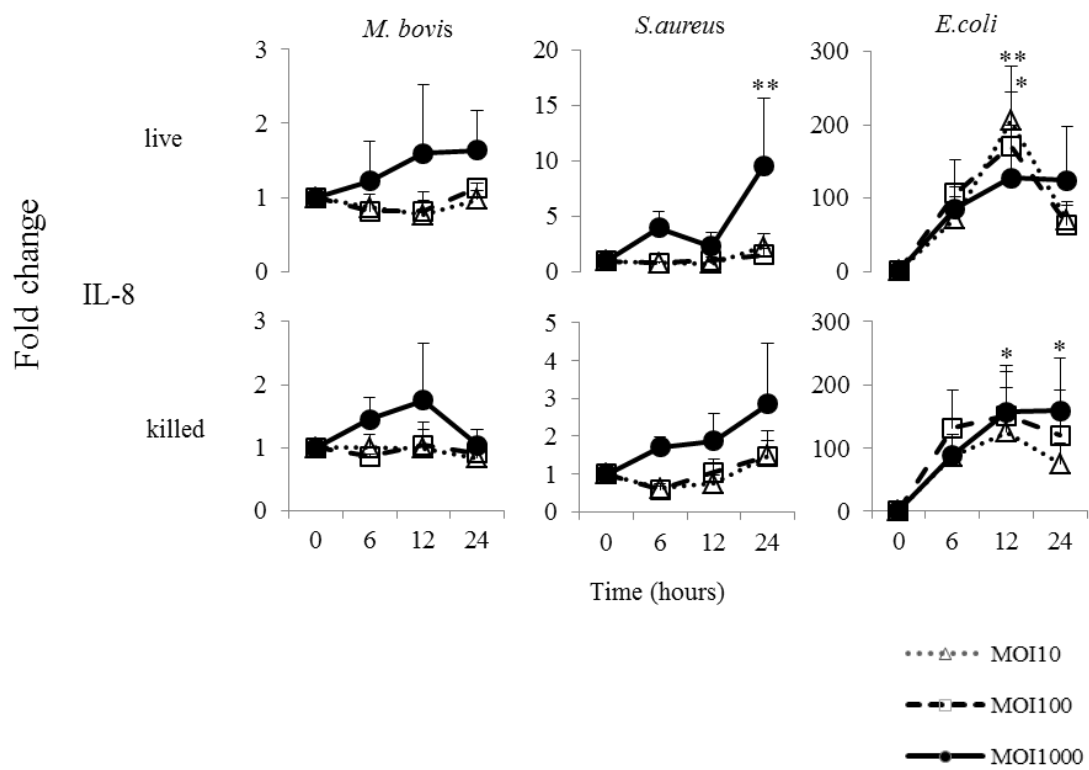 M. bovis S.aureus E.coli
3 20 300
** ** *
15 200
live 2 10
1 5 100
0 0 0
Fold change
IL-8
3 5 300
* *
4
killed 2 3 200
1 2 100
1
0 0 0
0 6 12 24 0 6 12 24 0 6 12 24
Time (hours)
MOI10
MOI100
MOI1000